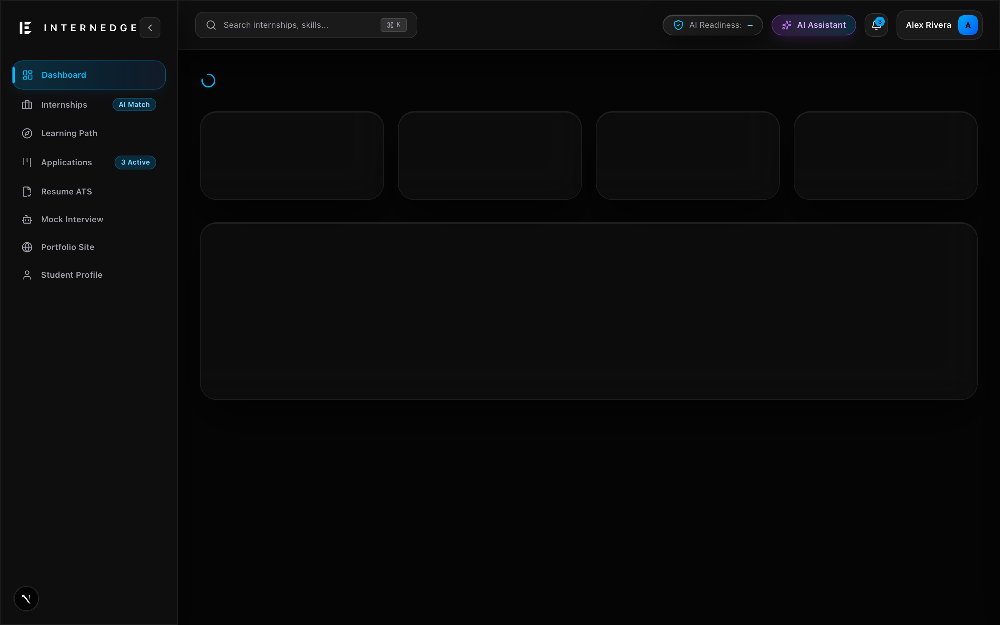 INTERNEDGE
Search internships, skills...
⌘ K
AI Readiness: –
AI Assistant
3
Alex Rivera
A
Dashboard
Internships
AI Match
Learning Path
Applications
3 Active
Resume ATS
Mock Interview
Portfolio Site
Student Profile